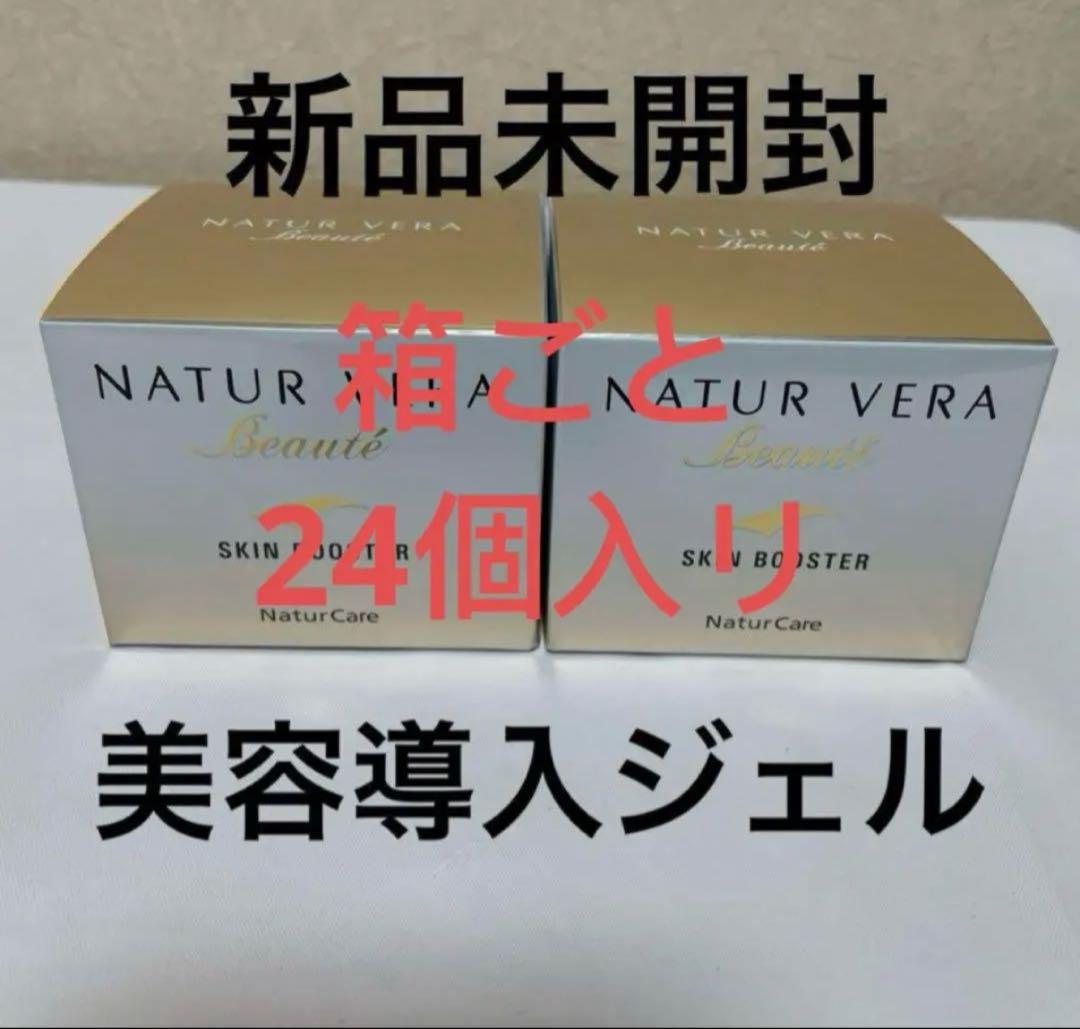 新品未開封
NATUR VERA
Beauté
NATUR VERA
Beauté
箱ごと
NATUR VERA
Beauté
NATUR VERA
Beauté
24個入り
SKIN BOOSTER
NaturCare
SKIN BOOSTER
NaturCare
美容導入ジェル